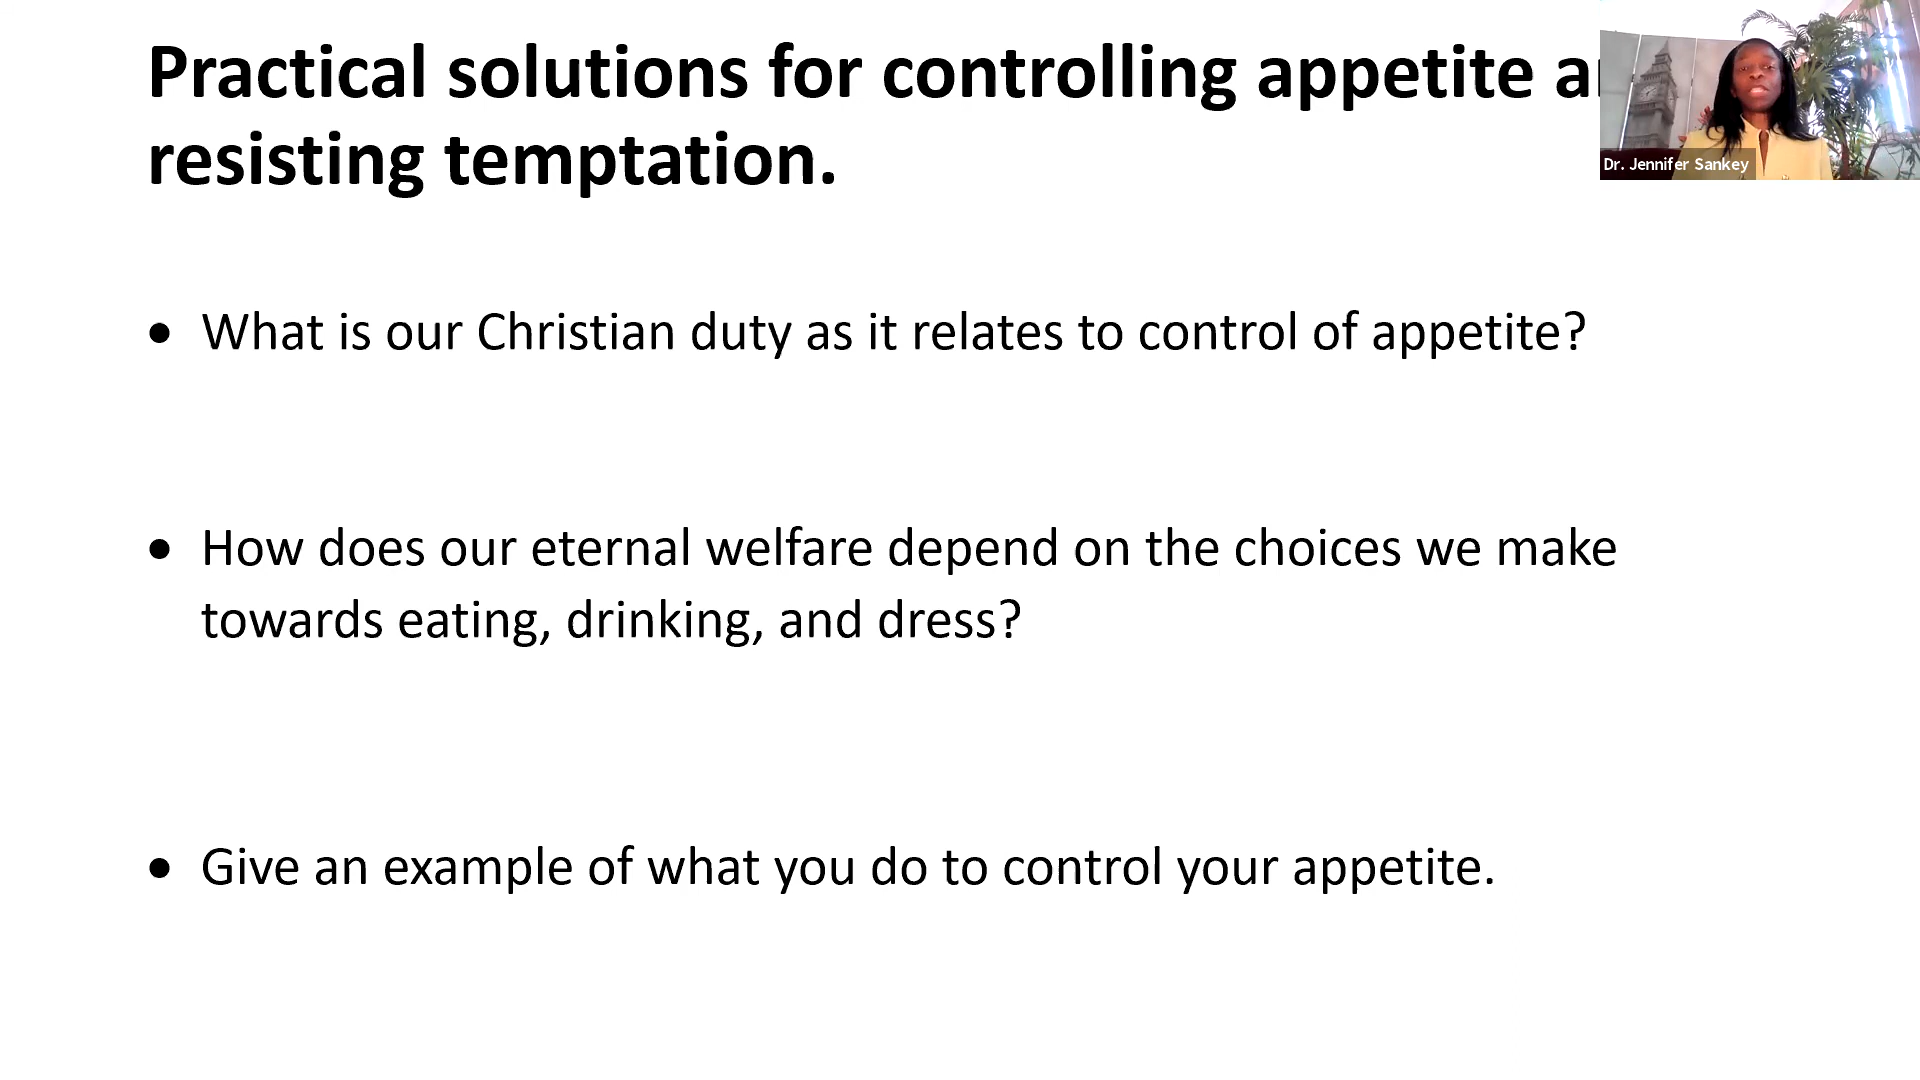 Practical solutions for controlling appetite
resisting temptation.
Dr. Jennifer Sankey
• What is our Christian duty as it relates to control of appetite?
• How does our eternal welfare depend on the choices we make
towards eating, drinking, and dress?
• Give an example of what you do to control your appetite.